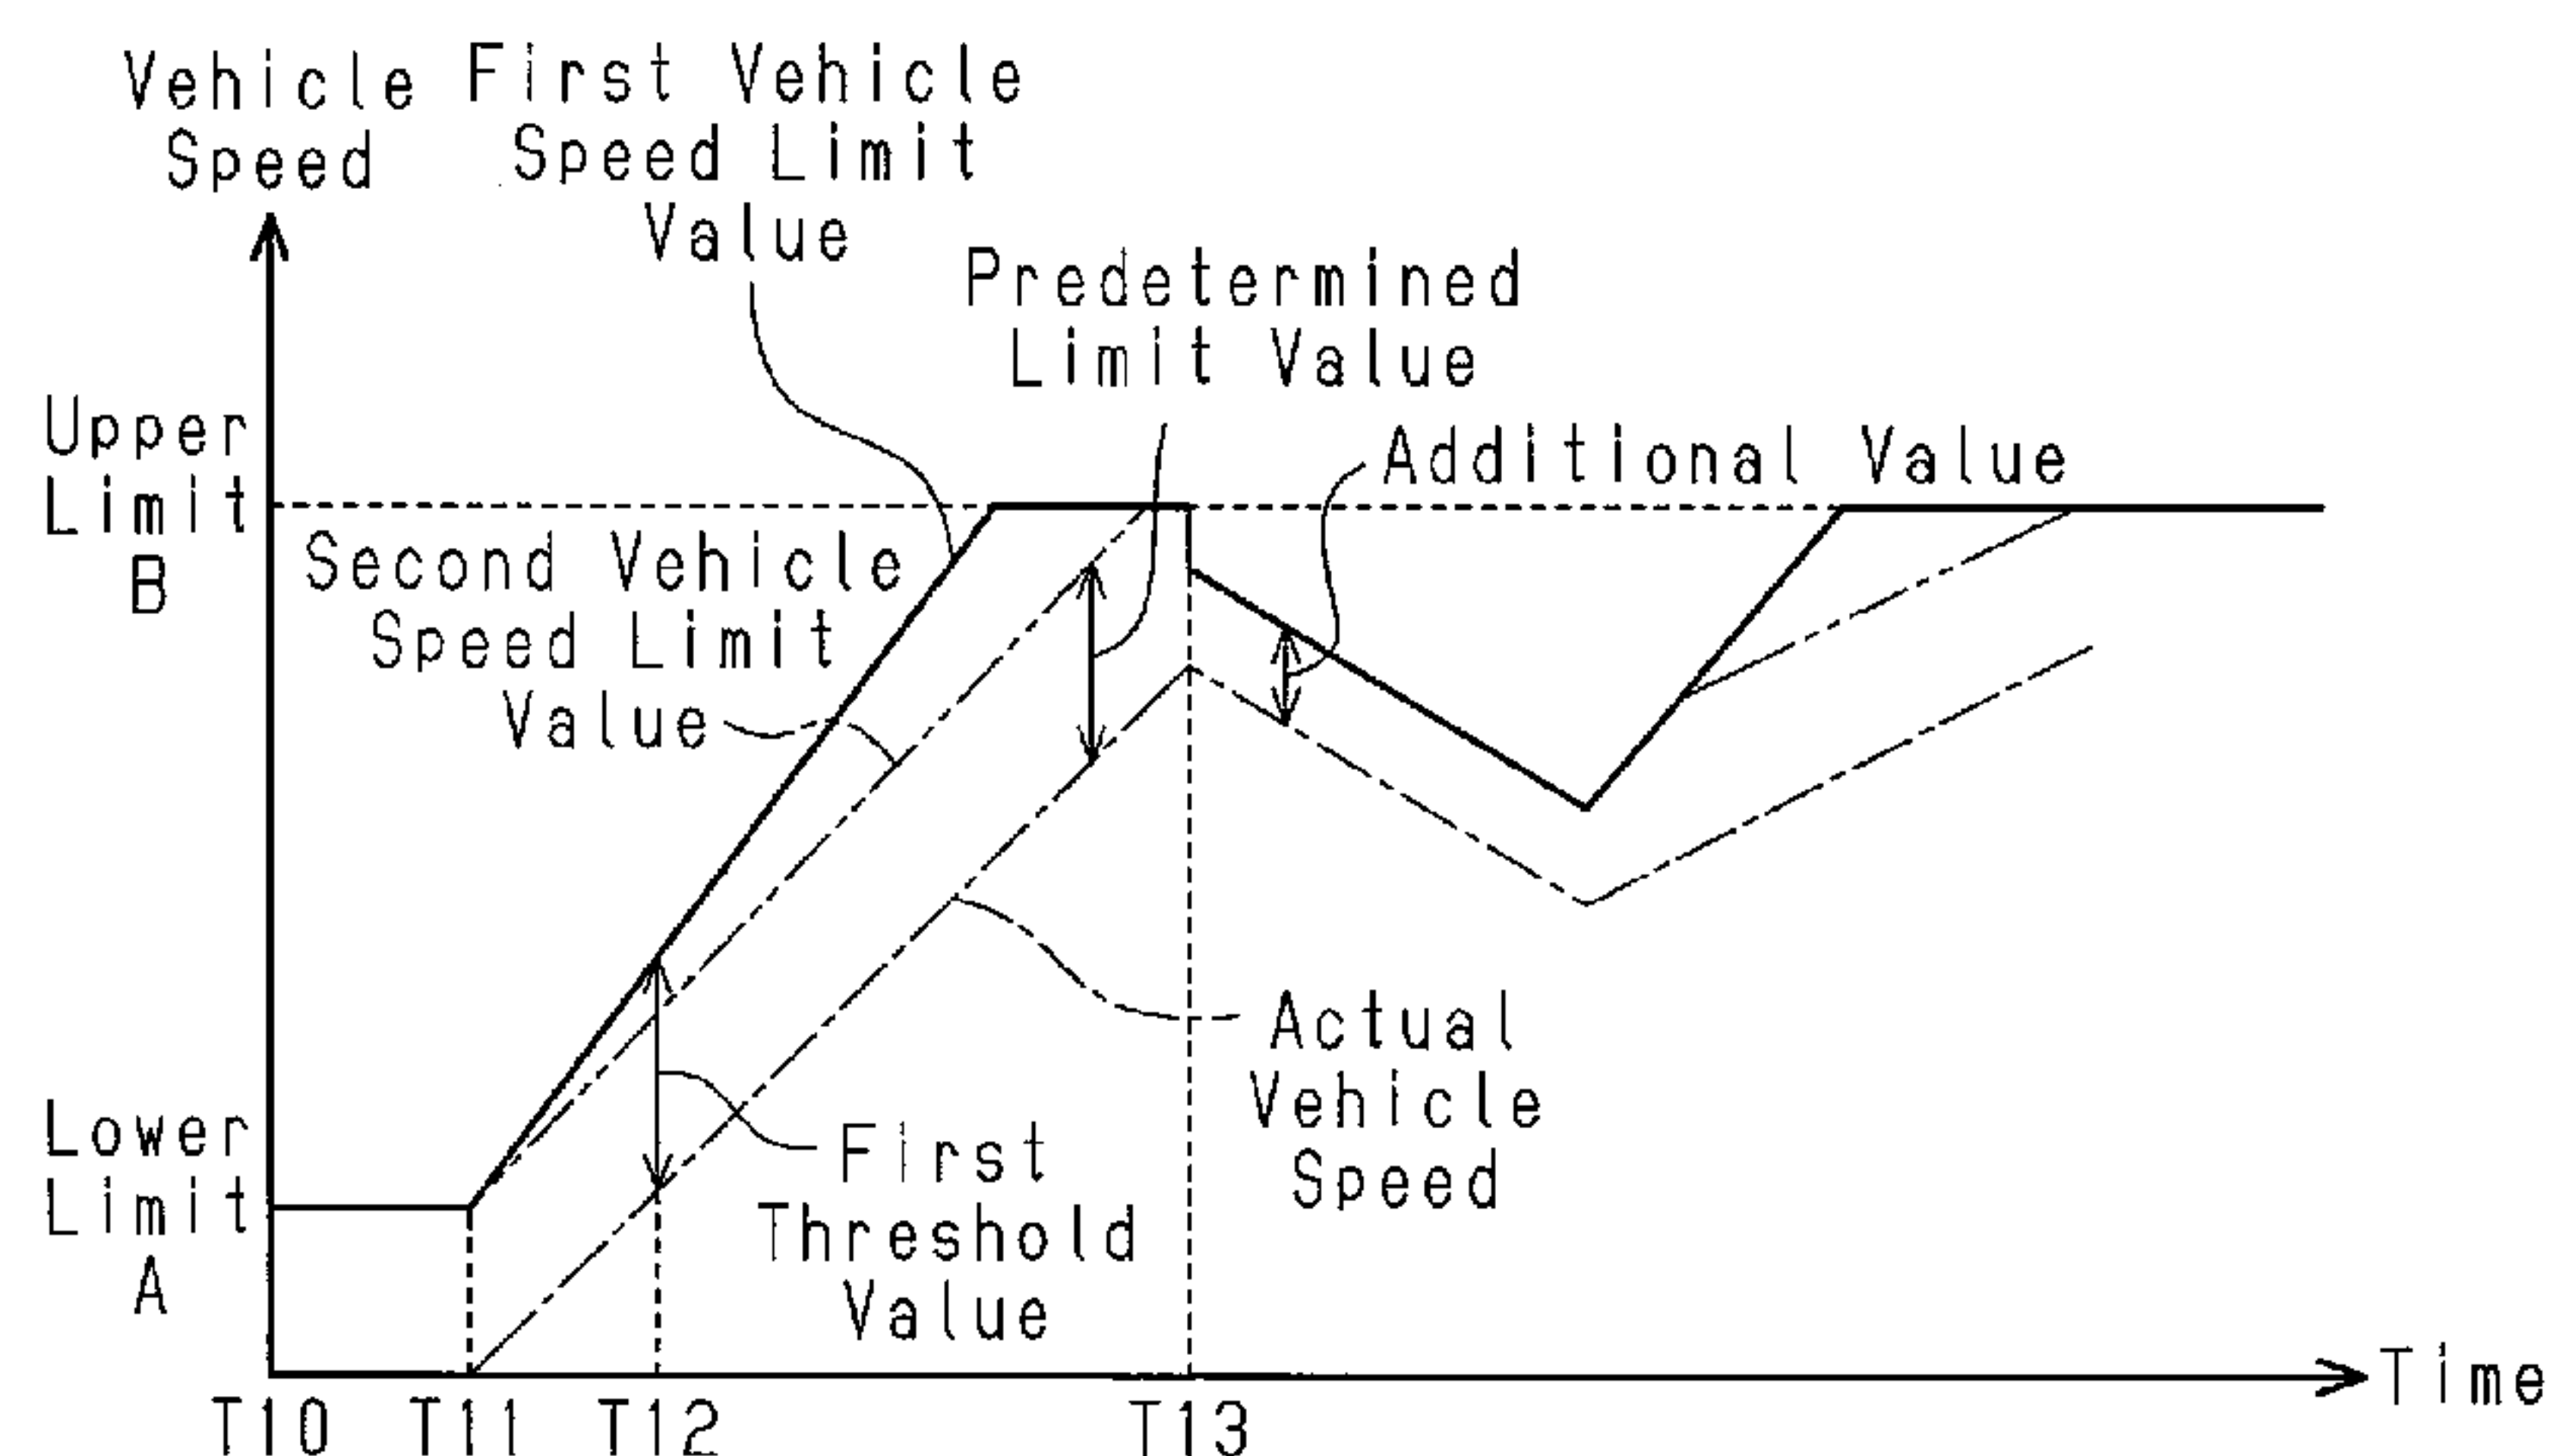 Vehicle
Speed
First Vehicle
Speed Limit
Value
Predetermined
Limit Value
Additional Value
Upper
Limit
B
Second Vehicle
Speed Limit
Value
Actual
Vehicle
Speed
First
Threshold
Value
Lower
Limit
A
Time
T10 T11 T12 T13